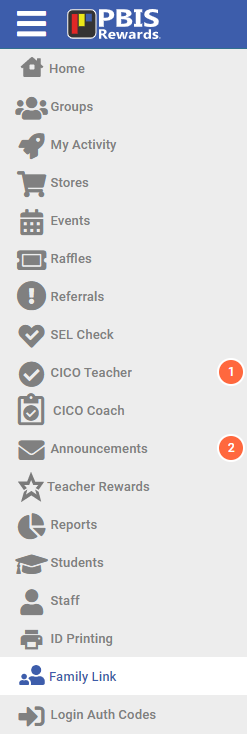 PBIS
Rewards
Home
Groups
My Activity
Stores
Events
Raffles
Referrals
SEL Check
CICO Teacher 1
CICO Coach
Announcements 2
Teacher Rewards
Reports
Students
Staff
ID Printing
Family Link
Login Auth Codes